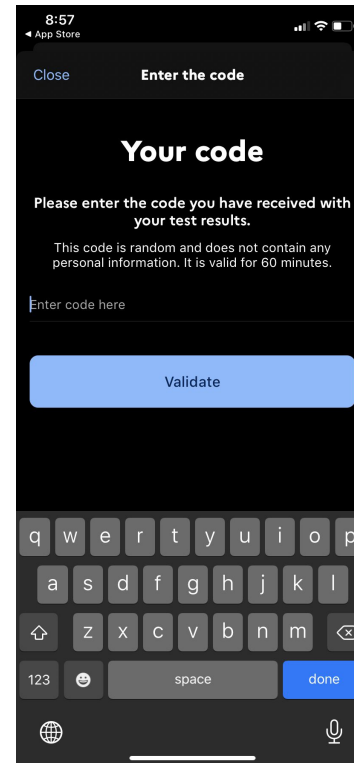 8:57
◀ App Store
Close Enter the code
Your code
Please enter the code you have received with
your test results.
This code is random and does not contain any
personal information. It is valid for 60 minutes.
Enter code here
Validate
q w e r t y u i o p
a s d f g h j k l
z x c v b n m
123 space done